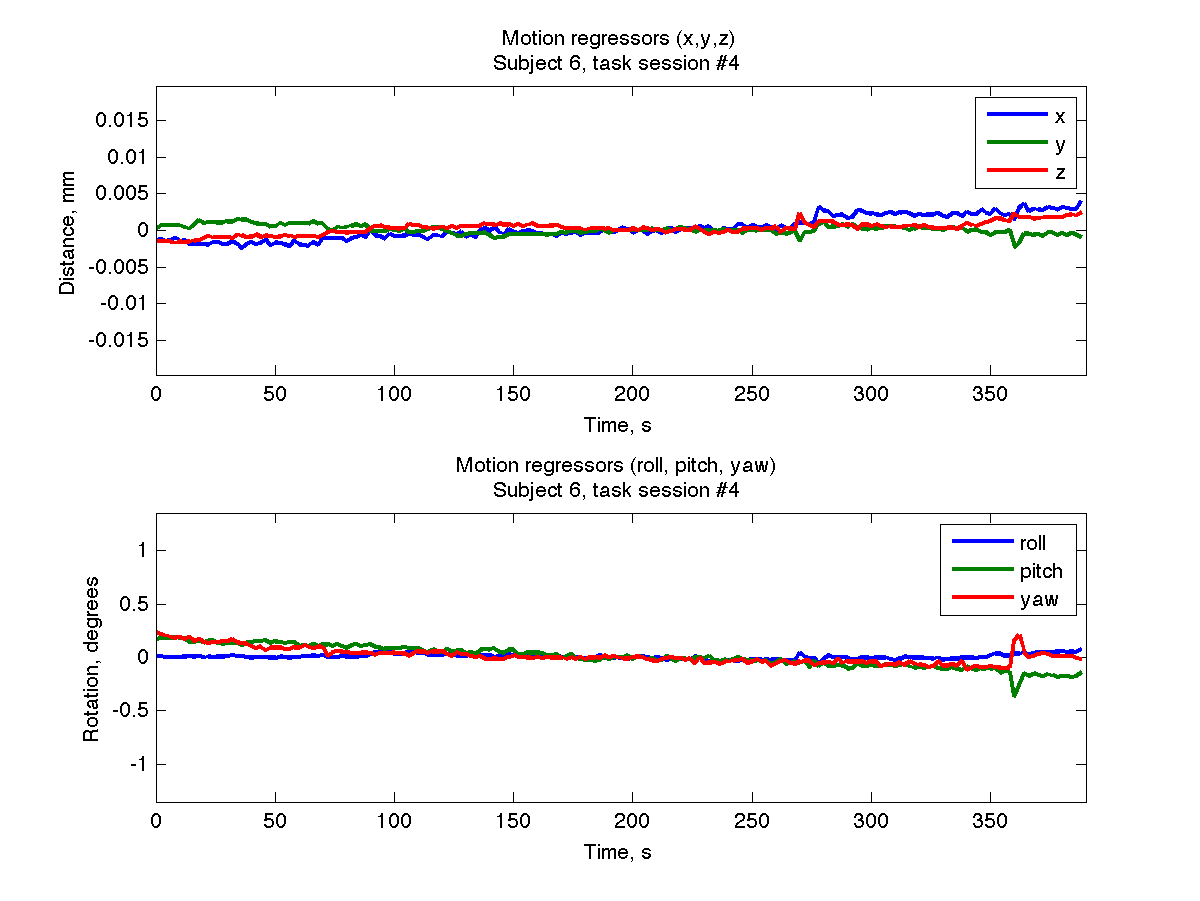 Motion regressors (x,y,z)
Subject 6, task session #4
0.015
0.01
0.005
0
-0.005
-0.01
-0.015
Distance, mm
x
y
z
0 50 100 150 200 250 300 350
Time, s
Motion regressors (roll, pitch, yaw)
Subject 6, task session #4
1
0.5
0
-0.5
-1
Rotation, degrees
roll
pitch
yaw
0 50 100 150 200 250 300 350
Time, s